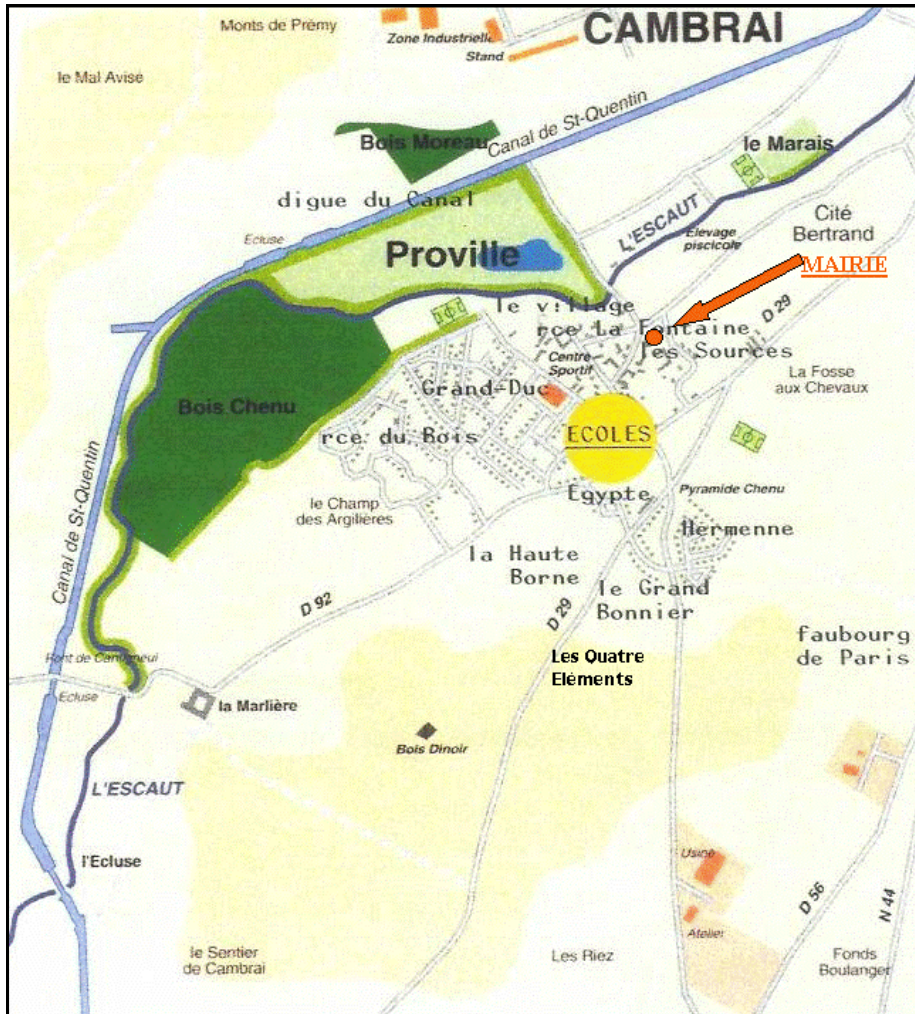 Monts de Prémy
Zone Industrielle
Stand
CAMBRAI
le Mal Avisé
Canal de St-Quentin
Bois Moreau
le Marais
digue du Canal
L'ESCAUT
Cité
Bertrand
Ecluse
Proville
Elevage
piscicole
MAIRIE
le village
rce La Fontaine
les Sources
D 29
Centre
Sportif
La Fosse
aux Chevaux
Grand-Duc
Bois Chenu
rce du Bois
ECOLES
Egypte
Pyramide Chenu
le Champ
des Argilières
Hermenne
Canal de St-Quentin
la Haute
Borne
le Grand
Bonnier
D 92
D 29
faubourg
de Paris
Les Quatre
Eléments
Pont de Cantigneul
Ecluse
la Marlière
Bois Dinoir
L'ESCAUT
l'Ecluse
Usine
Atelier
D 56
N 44
le Sentier
de Cambrai
Les Riez
Fonds
Boulanger